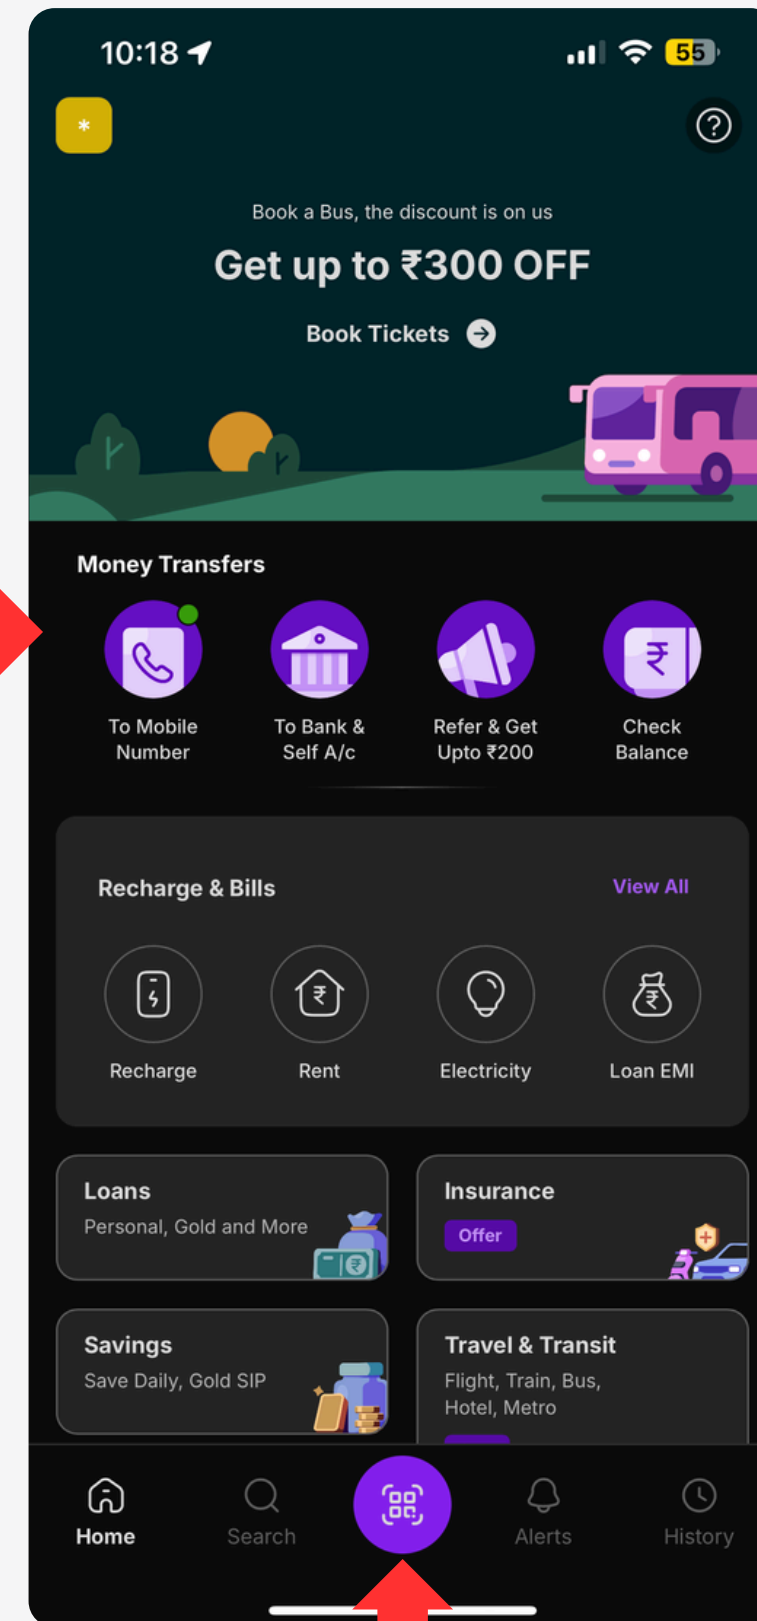 10:18
55
*
?
Book a Bus, the discount is on us
Get up to ₹300 OFF
Book Tickets
Money Transfers
To Mobile
Number
To Bank &
Self A/c
Refer & Get
Upto ₹200
₹
Check
Balance
Recharge & Bills
View All
Recharge
₹
Rent
Electricity
₹
Loan EMI
Loans
Personal, Gold and More
₹
Insurance
Offer
Savings
Save Daily, Gold SIP
Travel & Transit
Flight, Train, Bus,
Hotel, Metro
Home
Search
Alerts
History